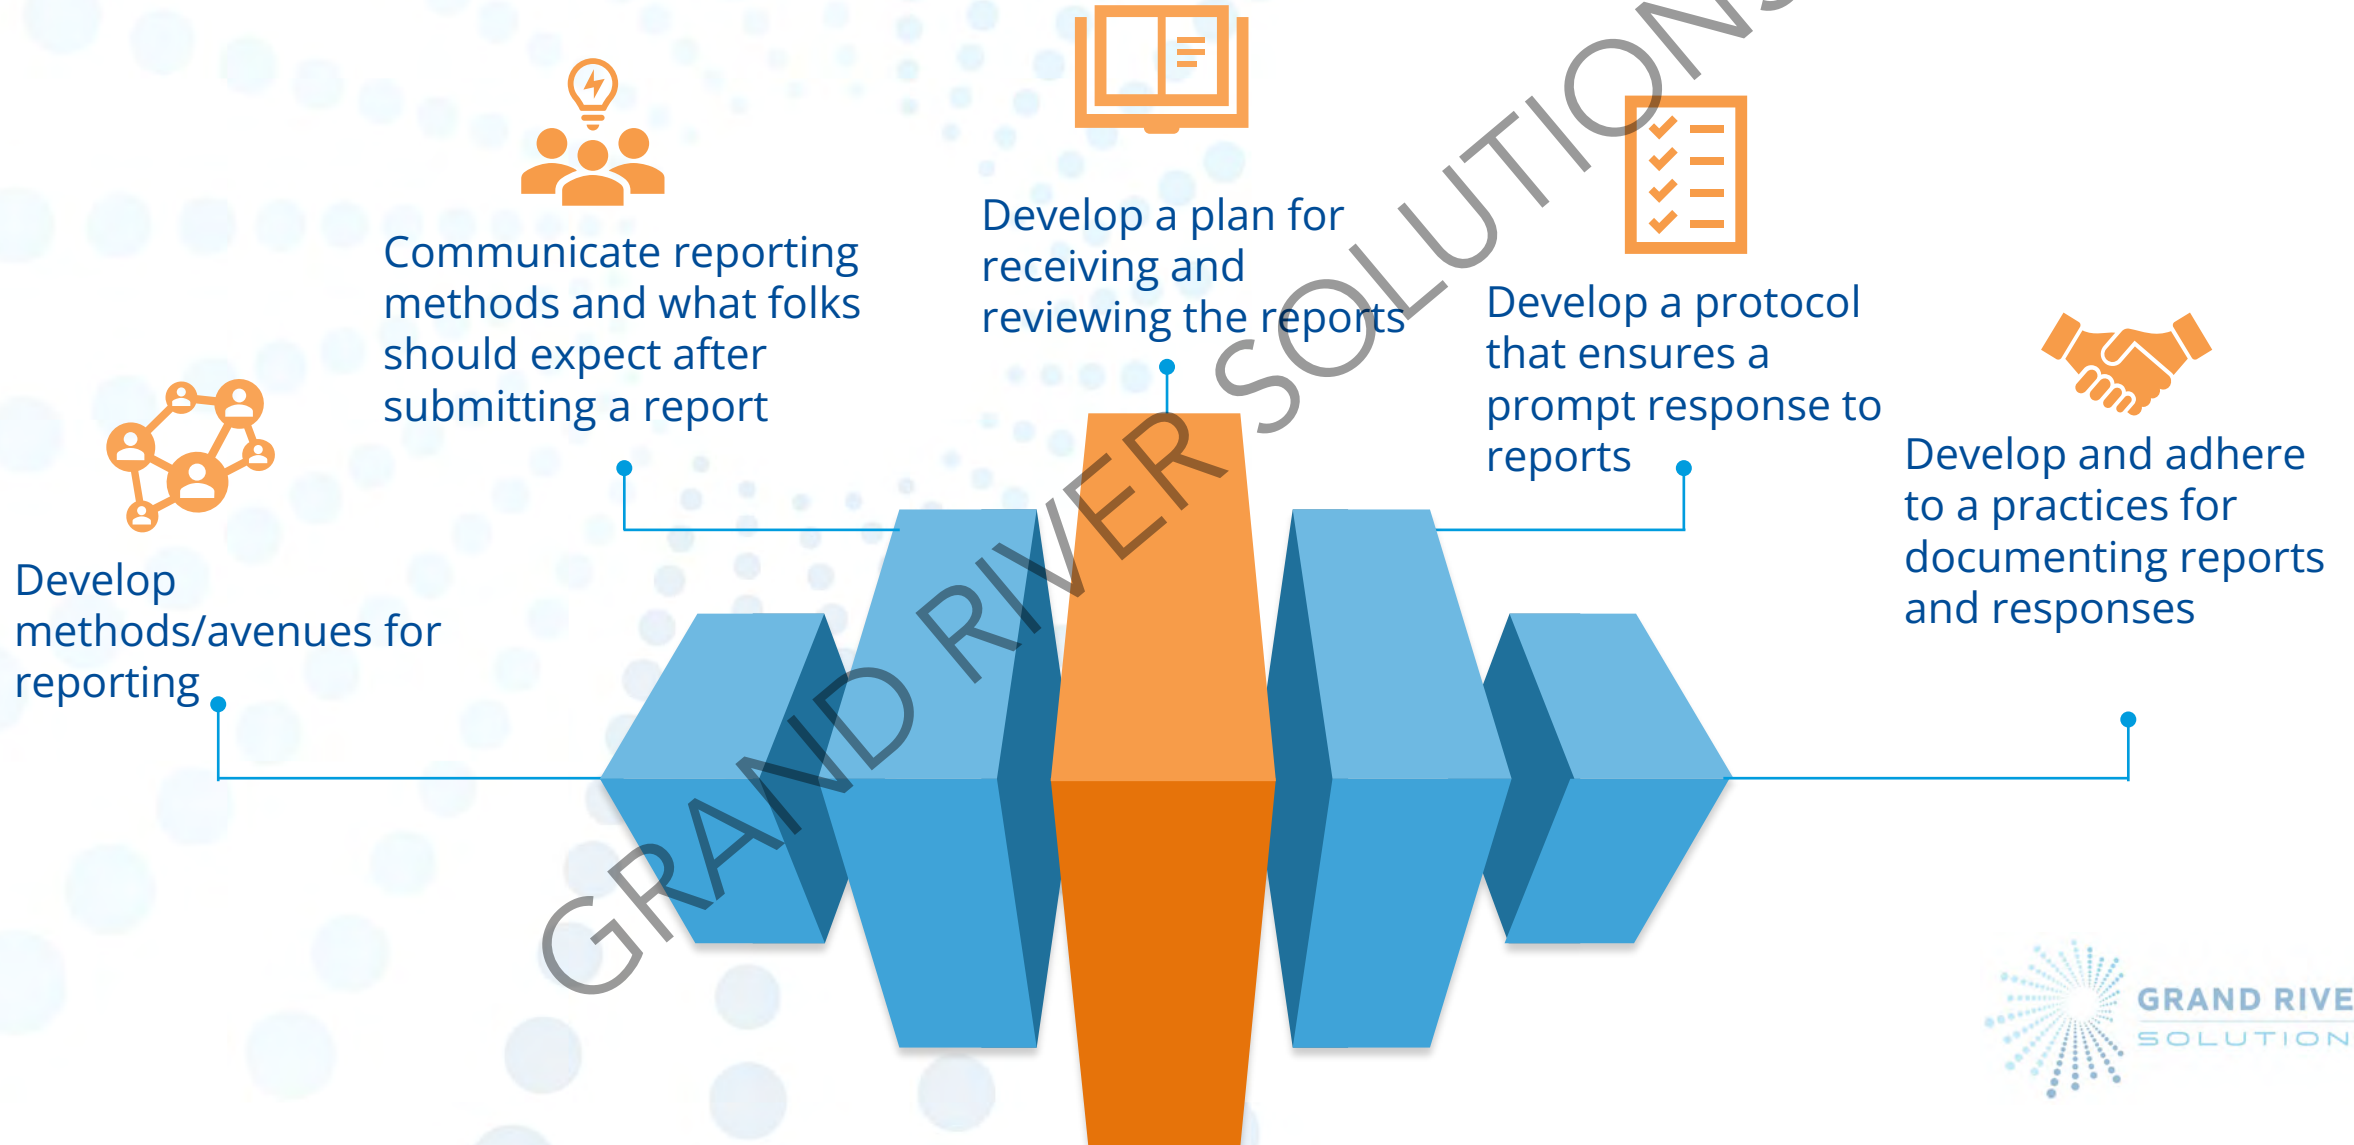 Develop
methods/avenues for
reporting
Communicate reporting
methods and what folks
should expect after
submitting a report
Develop a plan for
receiving and
reviewing the reports
Develop a protocol
that ensures a
prompt response to
reports
Develop and adhere
to a practices for
documenting reports
and responses
GRAND RIVER SOLUTIONS
GRAND RIVE
SOLUTION